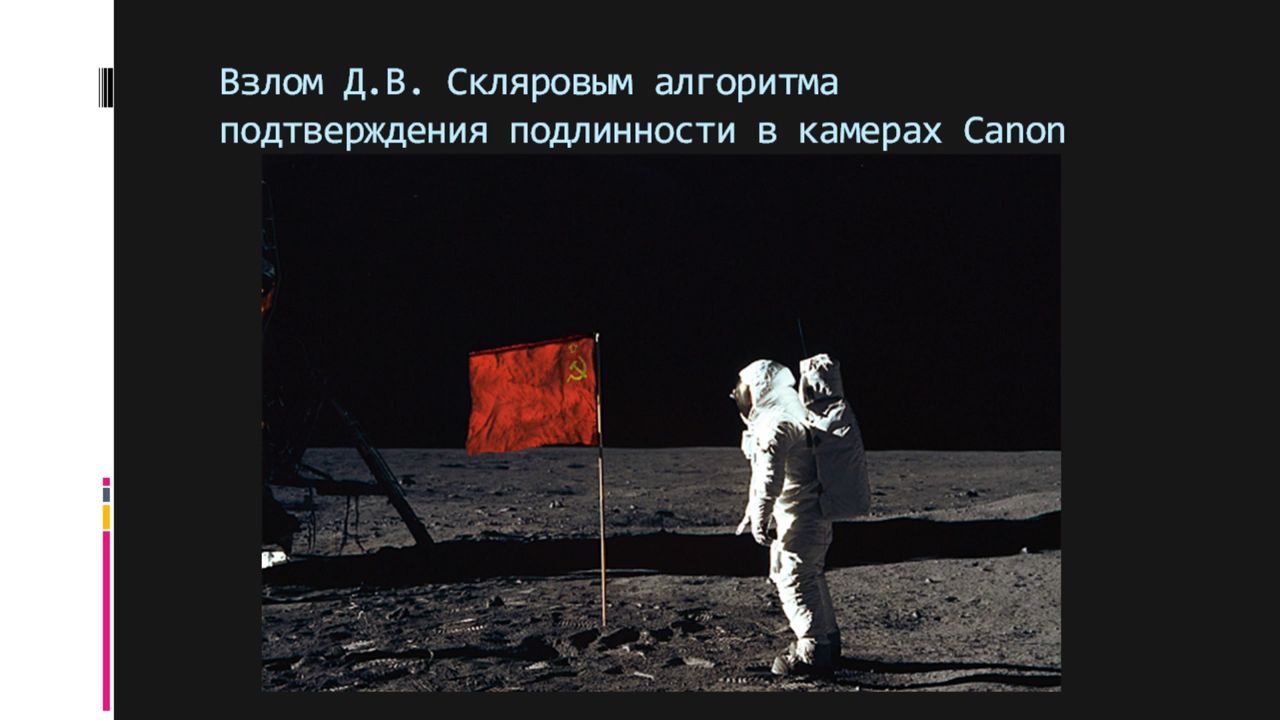 Взлом Д.В. Скляровым алгоритма
подтверждения подлинности в камерах Canon